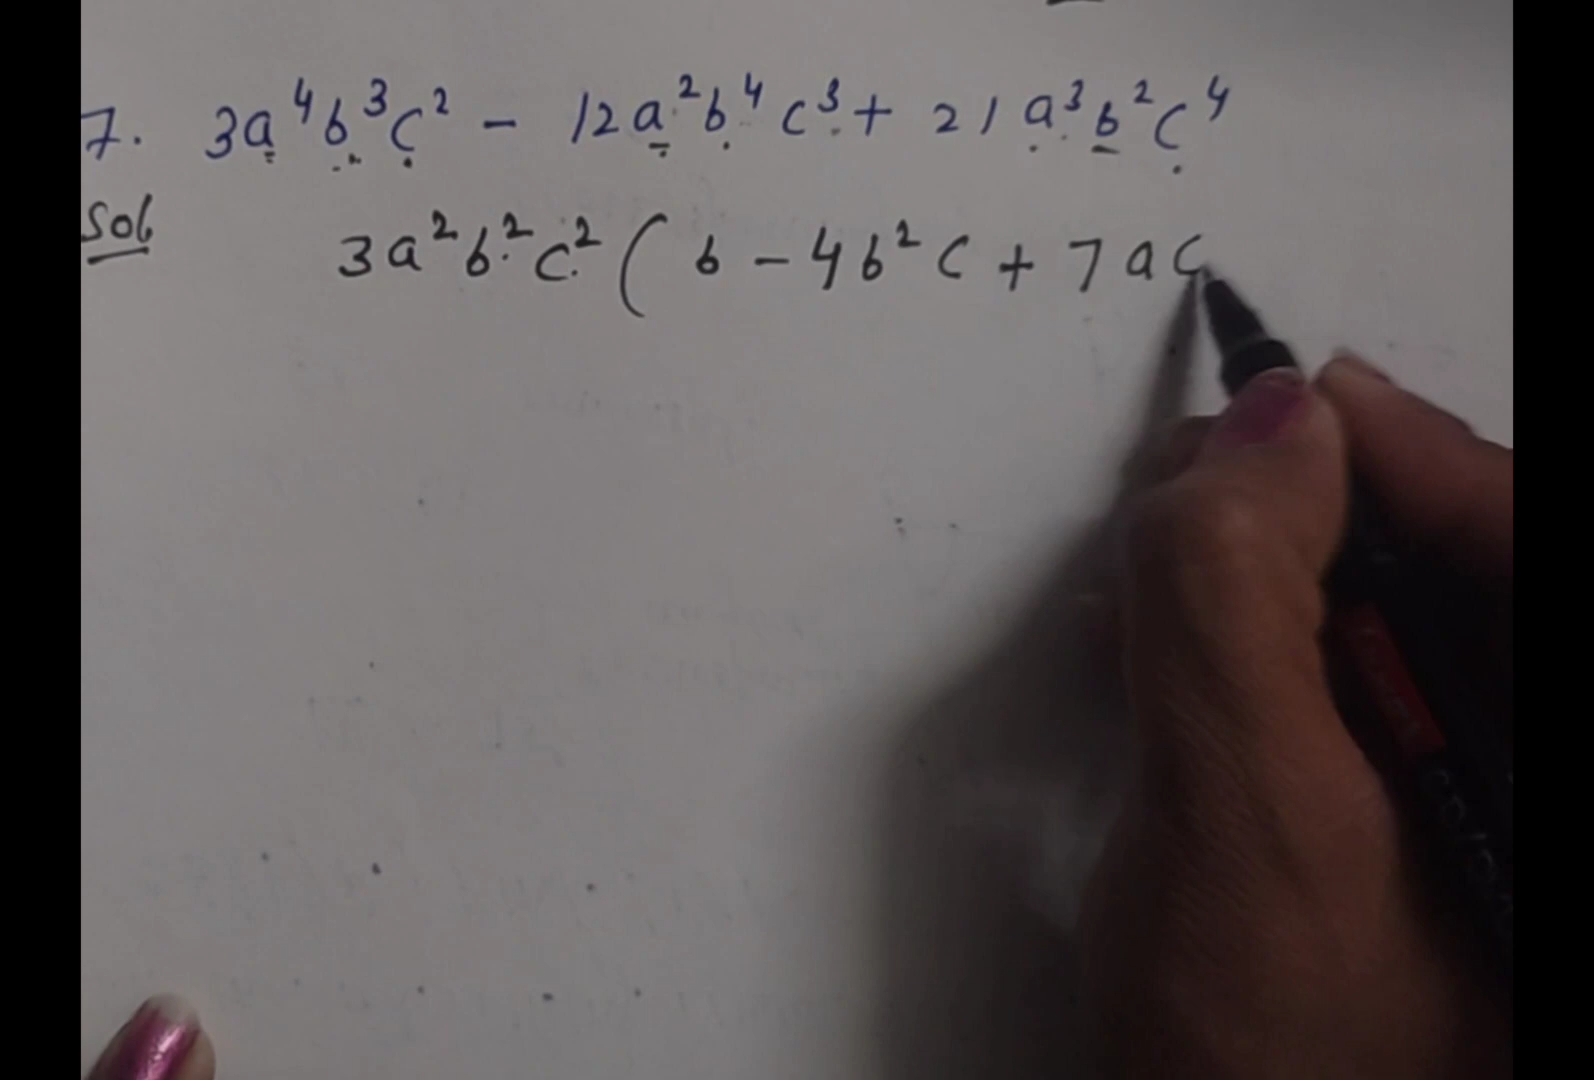 7. 3a⁴b³c² - 12a²b⁴c³ + 21a³b²c⁴
Sol 3a²b²c² ( b - 4b²c + 7ac